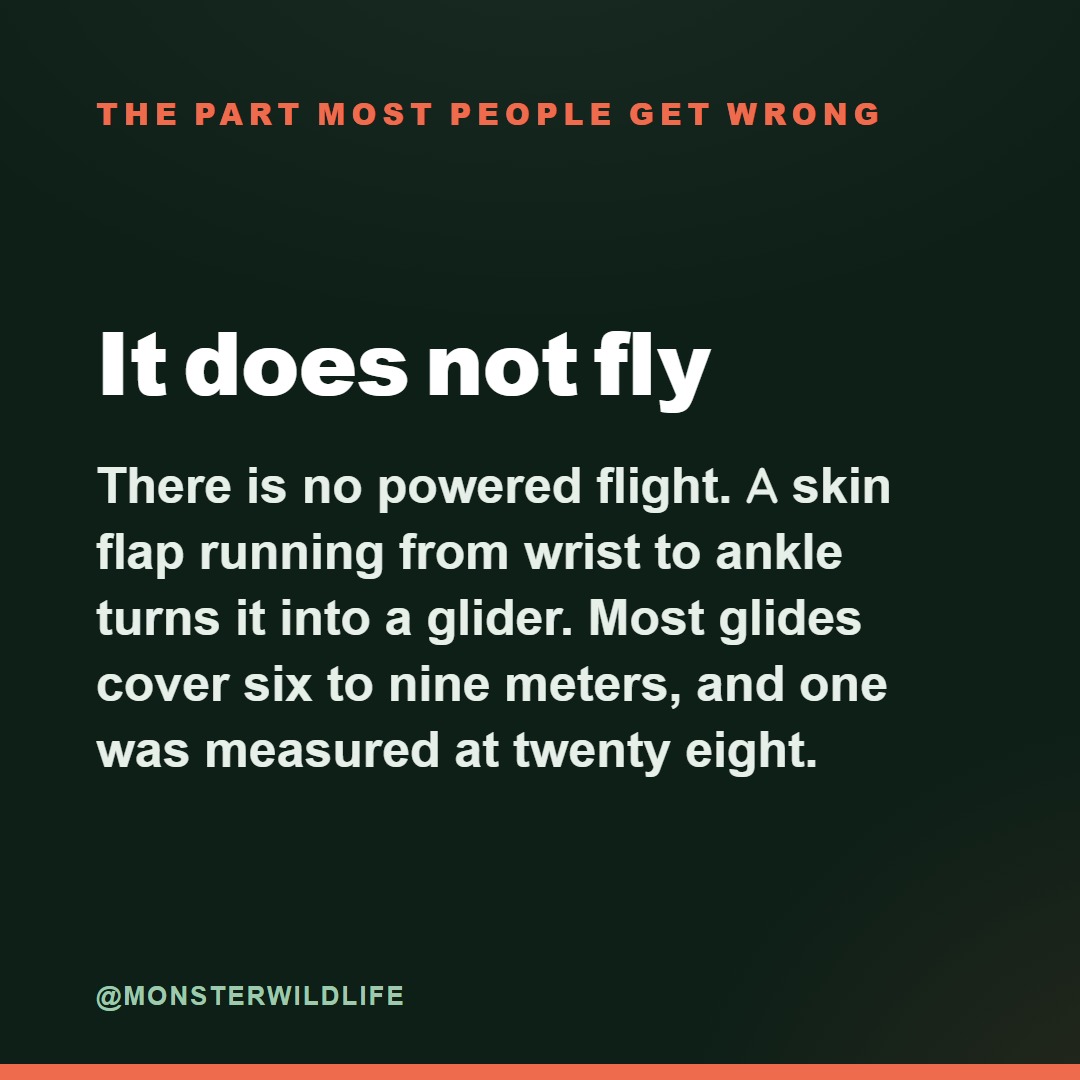 THE PART MOST PEOPLE GET WRONG
It does not fly
There is no powered flight. A skin
flap running from wrist to ankle
turns it into a glider. Most glides
cover six to nine meters, and one
was measured at twenty eight.
@MONSTERWILDLIFE